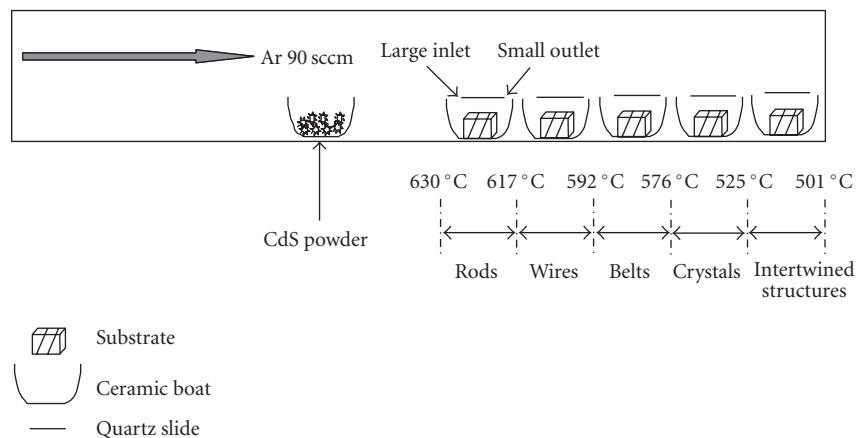 Ar 90 sccm
Large inlet
Small outlet
CdS powder
630 °C 617 °C 592 °C 576 °C 525 °C 501 °C
Rods Wires Belts Crystals Intertwined
structures
Substrate
Ceramic boat
Quartz slide